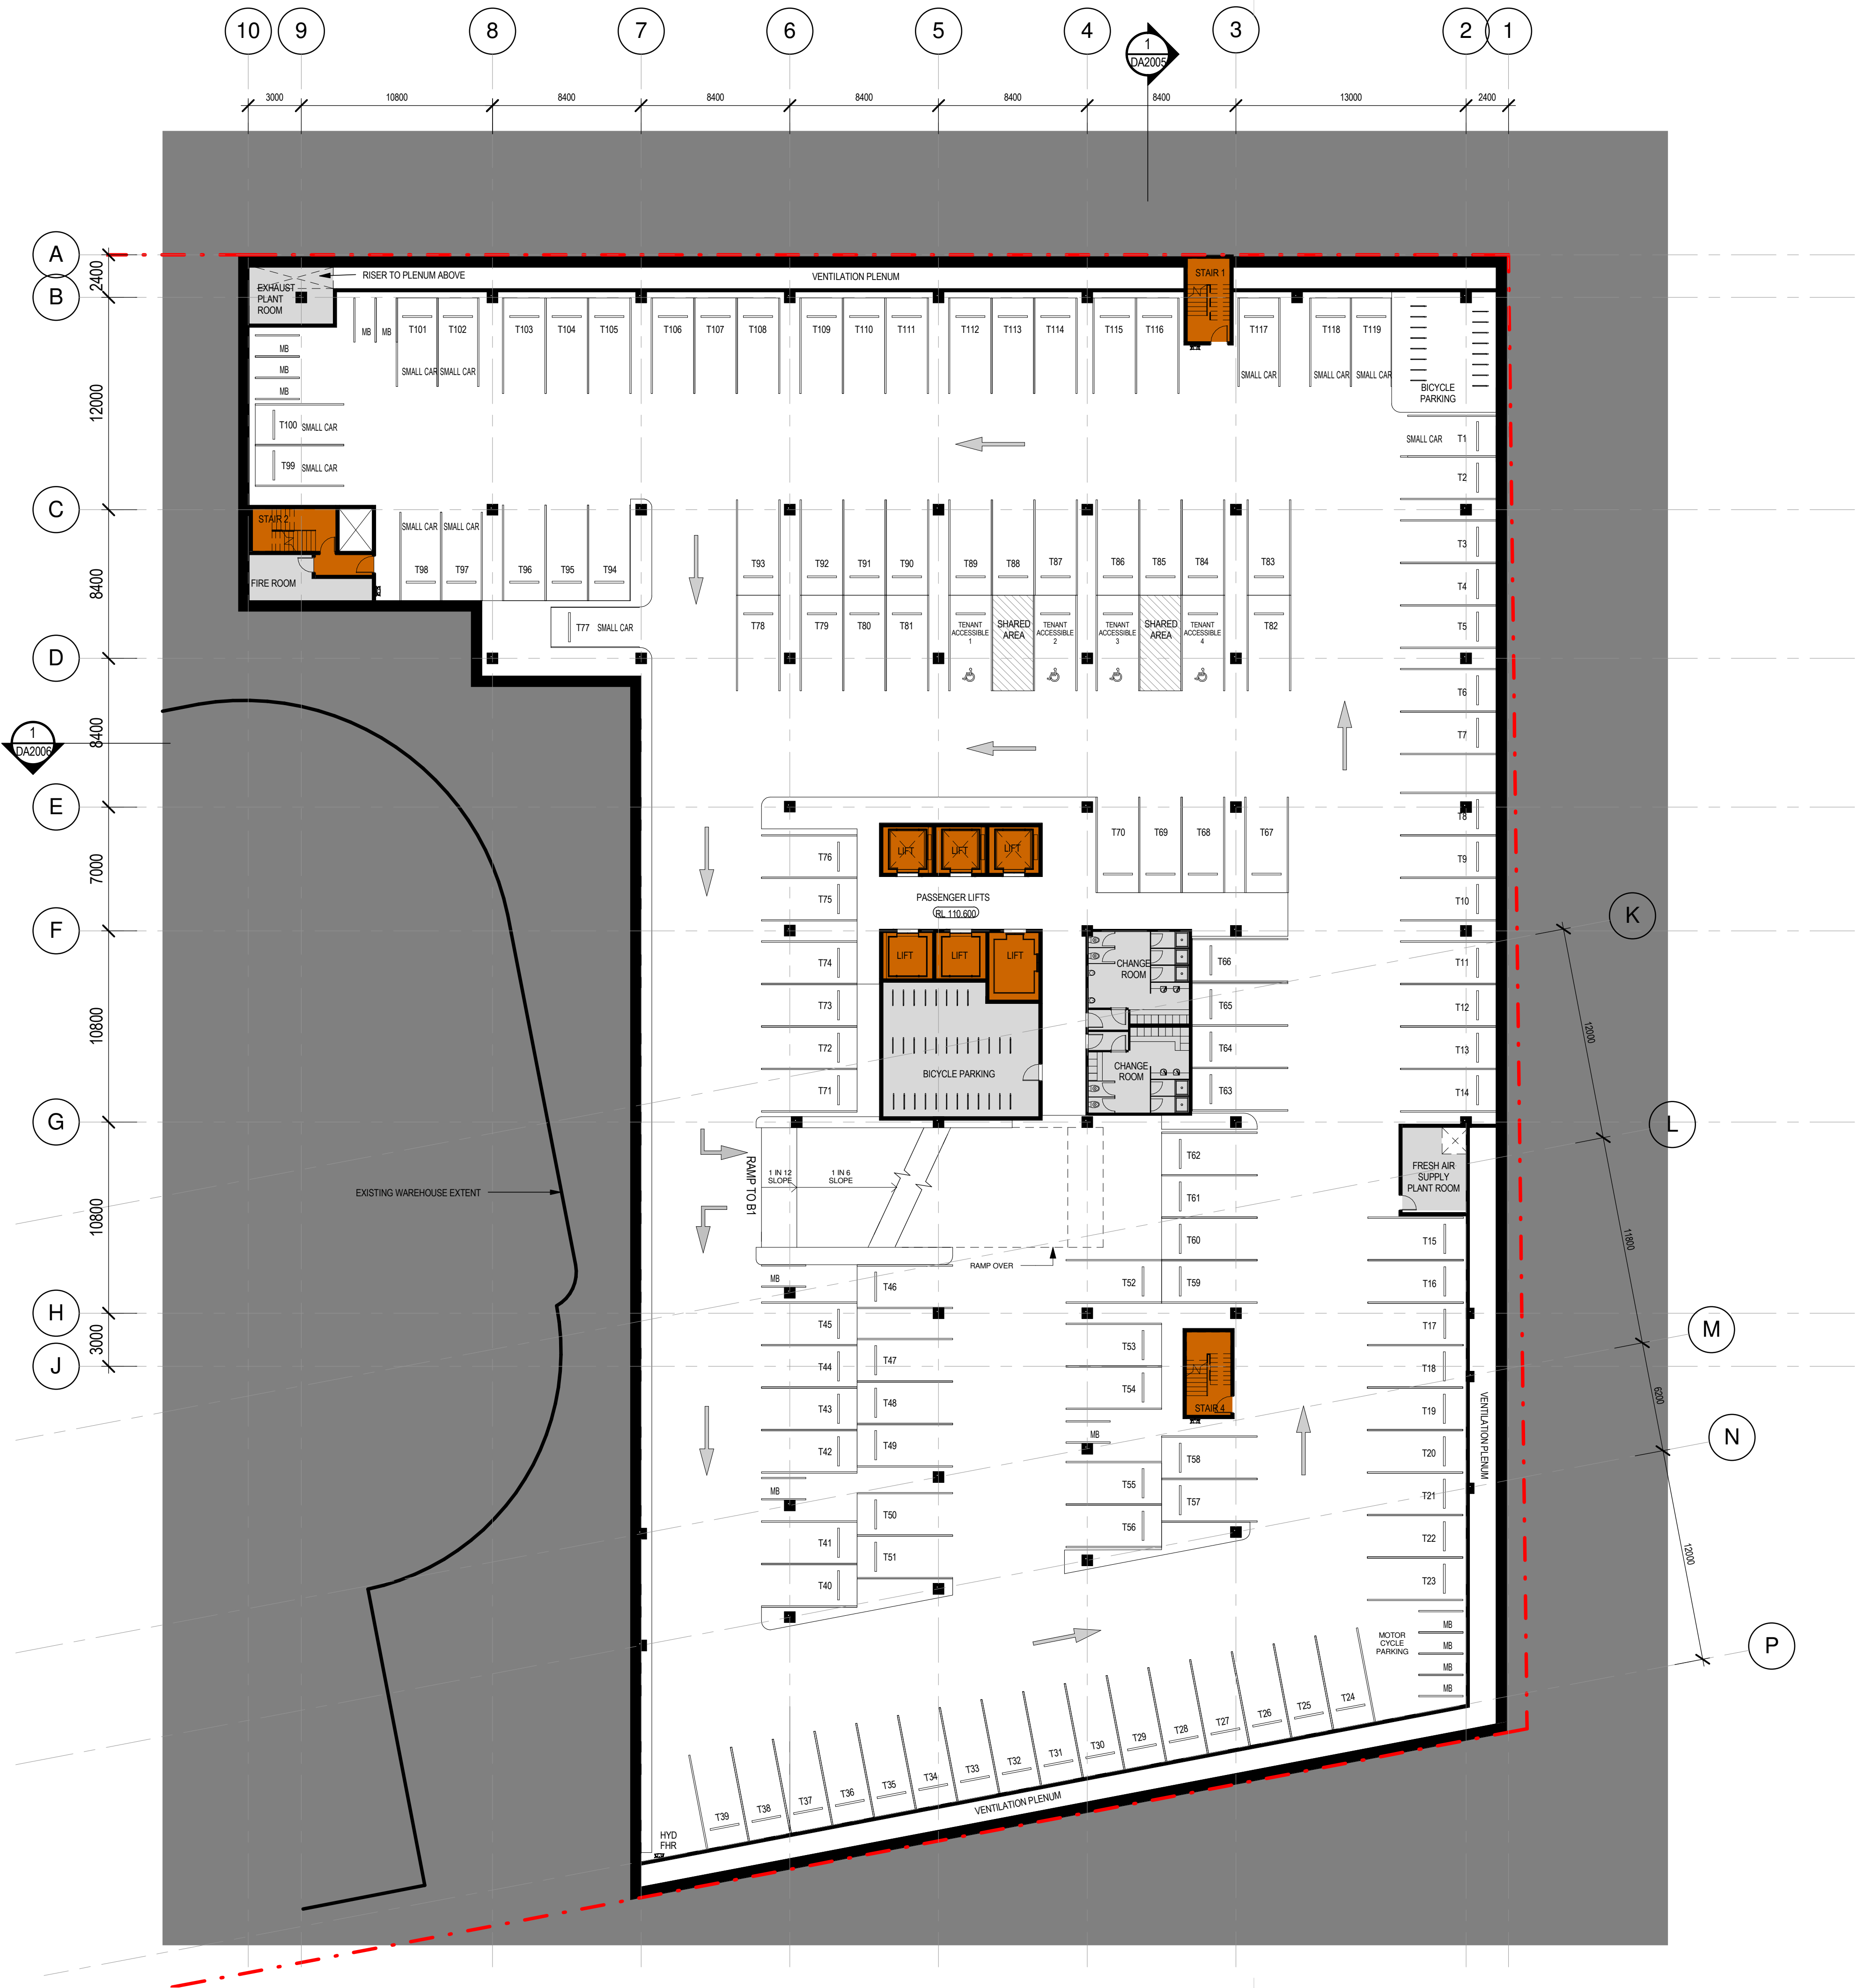 10
9
8
7
6
5
4
3
2
1
1
DA2005
3000
10800
8400
8400
8400
8400
8400
13000
2400
A
B
C
D
E
F
G
H
J
K
L
M
N
P
2400
12000
8400
8400
7000
10800
10800
3000
12000
11800
6200
12000
1
DA2006
RISER TO PLENUM ABOVE
VENTILATION PLENUM
STAIR 1
EXHAUST
PLANT
ROOM
MB
MB
T101
T102
T103
T104
T105
T106
T107
T108
T109
T110
T111
T112
T113
T114
T115
T116
T117
T118
T119
SMALL CAR
SMALL CAR
SMALL CAR
SMALL CAR
SMALL CAR
BICYCLE
PARKING
MB
MB
MB
T100 SMALL CAR
T99 SMALL CAR
SMALL CAR T1
T2
T3
T4
T5
T6
T7
T8
T9
T10
T11
T12
T13
T14
STAIR 2
FIRE ROOM
SMALL CAR
SMALL CAR
T98
T97
T96
T95
T94
T93
T92
T91
T90
T89
T88
T87
T86
T85
T84
T83
T77 SMALL CAR
T78
T79
T80
T81
TENANT
ACCESSIBLE
1
SHARED
AREA
TENANT
ACCESSIBLE
2
TENANT
ACCESSIBLE
3
SHARED
AREA
TENANT
ACCESSIBLE
4
T82
T76
T75
T74
T73
T72
T71
LIFT
LIFT
LIFT
PASSENGER LIFTS
RL 110.600
LIFT
LIFT
LIFT
BICYCLE PARKING
T70
T69
T68
T67
CHANGE
ROOM
CHANGE
ROOM
T66
T65
T64
T63
RAMP TO B1
1 IN 12
SLOPE
1 IN 6
SLOPE
RAMP OVER
EXISTING WAREHOUSE EXTENT
FRESH AIR
SUPPLY
PLANT ROOM
T62
T61
T60
T59
T52
T53
T54
STAIR 4
MB
T55
T56
T58
T57
MB
T46
T45
T44
T43
T42
T47
T48
T49
MB
T50
T51
T41
T40
T15
T16
T17
T18
T19
T20
T21
T22
T23
VENTILATION PLENUM
MOTOR
CYCLE
PARKING
MB
MB
MB
MB
T39
T38
T37
T36
T35
T34
T33
T32
T31
T30
T29
T28
T27
T26
T25
T24
VENTILATION PLENUM
HYD
FHR